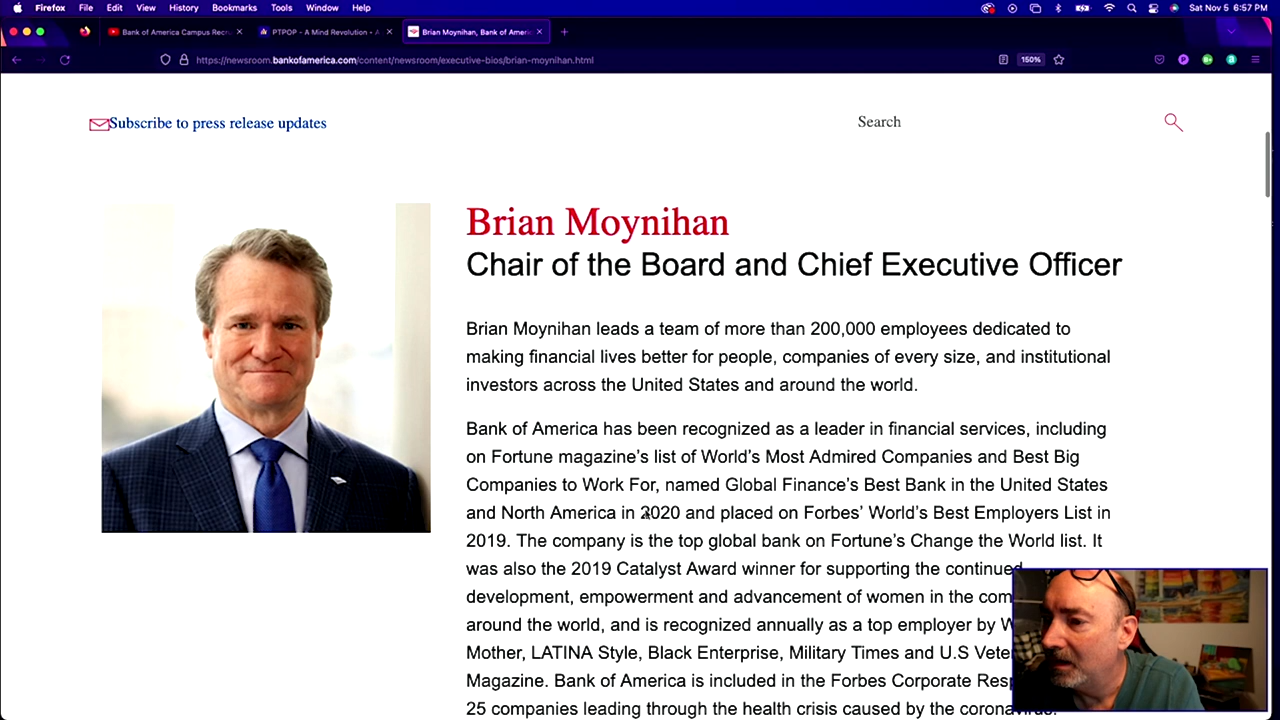 Firefox File Edit View History Bookmarks Tools Window Help Sat Nov 5 6:57 PM
Bank of America Campus Recru PTPOP - A Mind Revolution - Brian Moynihan, Bank of Ameri
https://newsroom.bankofamerica.com/content/newsroom/executive-bios/brian-moynihan.html 150%
Subscribe to press release updates Search
Brian Moynihan
Chair of the Board and Chief Executive Officer
Brian Moynihan leads a team of more than 200,000 employees dedicated to
making financial lives better for people, companies of every size, and institutional
investors across the United States and around the world.
Bank of America has been recognized as a leader in financial services, including
on Fortune magazine's list of World's Most Admired Companies and Best Big
Companies to Work For, named Global Finance's Best Bank in the United States
and North America in 2020 and placed on Forbes' World's Best Employers List in
2019. The company is the top global bank on Fortune's Change the World list. It
was also the 2019 Catalyst Award winner for supporting the continued
development, empowerment and advancement of women in the com
around the world, and is recognized annually as a top employer by W
Mother, LATINA Style, Black Enterprise, Military Times and U.S Vete
Magazine. Bank of America is included in the Forbes Corporate Resp
25 companies leading through the health crisis caused by the coronavirus.